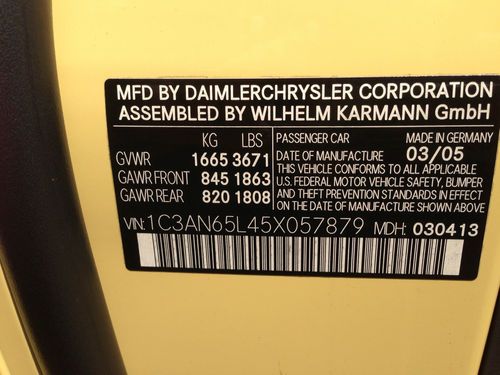 MFD BY DAIMLERCHRYSLER CORPORATION
ASSEMBLED BY WILHELM KARMANN GmbH
KG LBS
GVWR 1665 3671
GAWR FRONT 845 1863
GAWR REAR 820 1808
PASSENGER CAR MADE IN GERMANY
DATE OF MANUFACTURE 03/05
THIS VEHICLE CONFORMS TO ALL APPLICABLE
U.S. FEDERAL MOTOR VEHICLE SAFETY, BUMPER
AND THEFT PREVENTION STANDARDS IN EFFECT
ON THE DATE OF MANUFACTURE SHOWN ABOVE.
VIN: 1C3AN65L45X057879 MDH: 030413